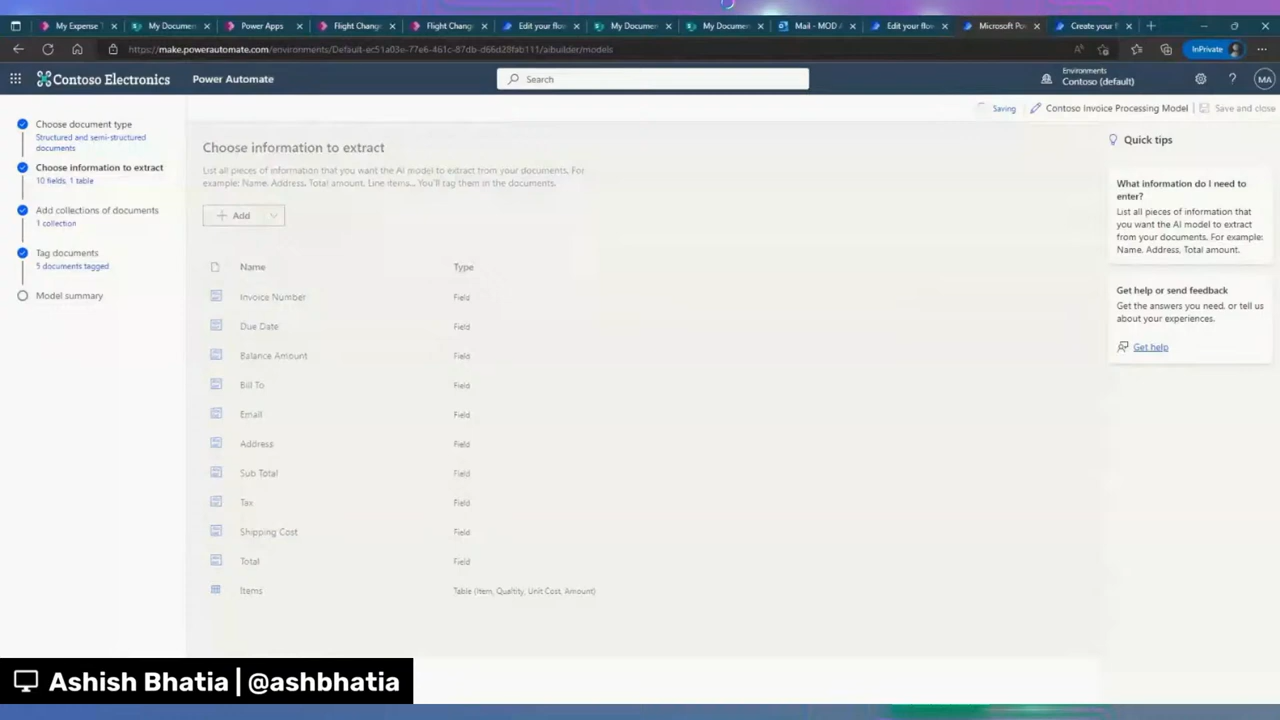 My Expense T
My Documen
Power Apps
Flight Chang
Flight Chang
Edit your flow
My Documen
My Documen
Mail - MOD A
Edit your flow
Microsoft Po
Create your f
https://make.powerautomate.com/environments/Default-ec51a03e-77e6-461c-87db-d66d28fab111/aibuilder/models
InPrivate
Contoso Electronics
Power Automate
Search
Environments
Contoso (default)
MA
Saving
Contoso Invoice Processing Model
Save and close
Choose document type
Structured and semi-structured
documents
Choose information to extract
10 fields, 1 table
Add collections of documents
1 collection
Tag documents
5 documents tagged
Model summary
Choose information to extract
List all pieces of information that you want the AI model to extract from your documents. For
example: Name, Address, Total amount, Line items... You'll tag them in the documents.
Add
Name Type
Invoice Number Field
Due Date Field
Balance Amount Field
Bill To Field
Email Field
Address Field
Sub Total Field
Tax Field
Shipping Cost Field
Total Field
Items Table (Item, Qualtity, Unit Cost, Amount)
Quick tips
What information do I need to
enter?
List all pieces of information that
you want the AI model to extract
from your documents. For example:
Name, Address, Total amount.
Get help or send feedback
Get the answers you need, or tell us
about your experiences.
Get help
Ashish Bhatia | @ashbhatia